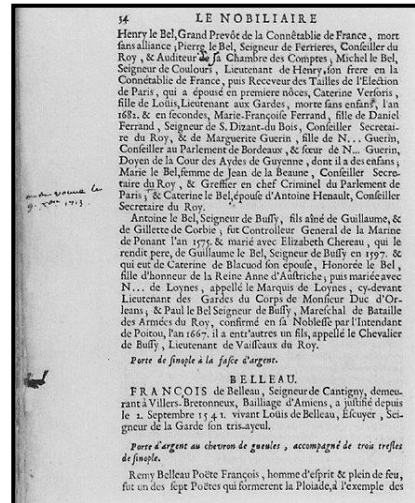 54 LE NOBILIAIRE
Henry le Bel, Grand Prevôt de la Connêtablie de France, mort
sans alliance; Pierre le Bel, Seigneur de Ferrieres, Conseiller du
Roy, & Auditeur de sa Chambre des Comptes; Michel le Bel,
Seigneur de Coulours, Lieutenant de Henry, son frere en la
Connétablie de France, puis Receveur des Tailles de l'Election
de Paris, qui a épousé en premiere nôces, Caterine Versoris,
fille de Loüis, Lieutenant aux Gardes, morte sans enfans, l'an
1682. & en secondes, Marie-Françoise Ferrand, fille de Daniel
Ferrand, Seigneur de S. Dizant-du Bois, Conseiller Secretai-
re du Roy, & de Marguerite Guerin, fille de N... Guerin,
Conseiller au Parlement de Bordeaux, & sœur de N... Guerin,
Doyen de la Cour des Aydes de Guyenne, dont il a des enfans;
Marie le Bel, femme de Jean de la Beaune, Conseiller Secre-
taire du Roy, & Greffier en chef Criminel du Parlement de
Paris; & Caterine le Bel, épouse d'Antoine Henault, Conseiller
Secretaire du Roy.
Antoine le Bel, Seigneur de Bussy, fils aîné de Guillaume, &
de Gillette de Corbie; fut Controlleur General de la Marine
de Ponant l'an 1575. & marié avec Elizabeth Chereau, qui le
rendit pere, de Guillaume le Bel, Seigneur de Bussy en 1597. &
qui eut de Caterine de Blacuod son épouse, Honorée le Bel,
fille d'honneur de la Reine Anne d'Austriche; puis mariée avec
N... de Loynes, appellé le Marquis de Loynes, cy-devant
Lieutenant des Gardes du Corps de Monsieur Duc d'Or-
leans; & Paul le Bel Seigneur de Bussy, Mareschal de Bataille
des Armées du Roy, confirmé en sa Noblesse par l'Intendant
de Poitou, l'an 1667. il a entr'autres un fils, appellé le Chevalier
de Bussy, Lieutenant de Vaisseaux du Roy.
Porte de sinople à la fasce d'argent.
BELLEAU.
FRANÇOIS de Belleau, Seigneur de Cantigny, demeu-
rant à Villers-Bretonneux, Bailliage d'Amiens, a justifié depuis
le 2. Septembre 1541. vivant Loüis de Belleau, Escuyer, Sei-
gneur de la Garde son tris-ayeul.
Porte d'argent au chevron de gueules, accompagné de trois trefles
de sinople.
Remy Belleau Poëte François, homme d'esprit & plein de feu,
fut un des sept Poëtes qui formerent la Ploiade, à l'exemple des